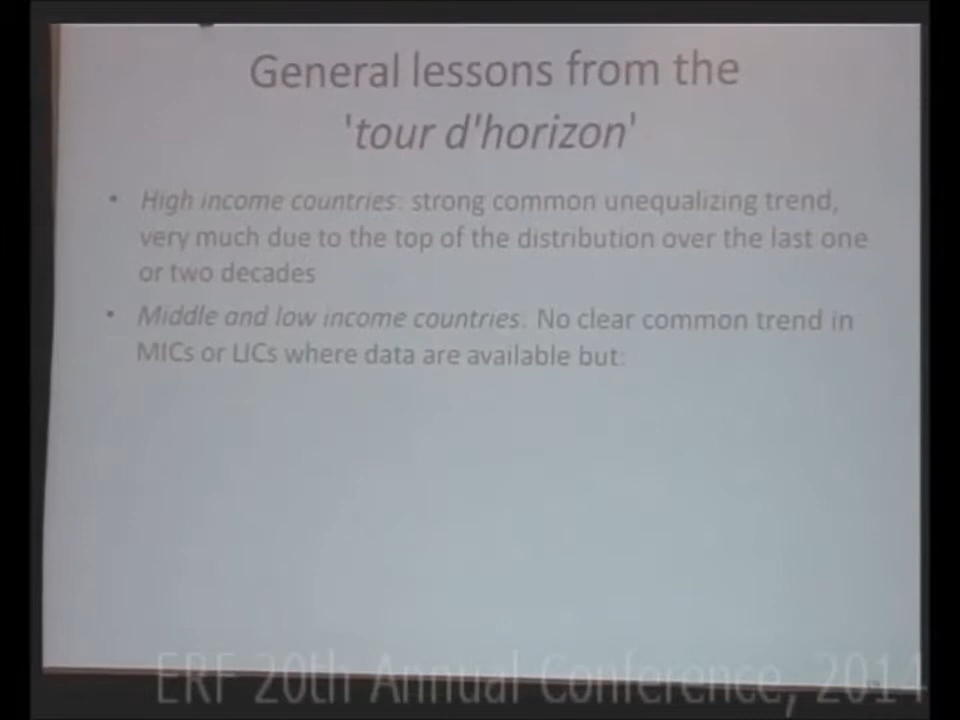 General lessons from the
'tour d'horizon'
• High income countries: strong common unequalizing trend,
very much due to the top of the distribution over the last one
or two decades
• Middle and low income countries: No clear common trend in
MICs or LICs where data are available but:
ERF 20th Annual Conference, 2014